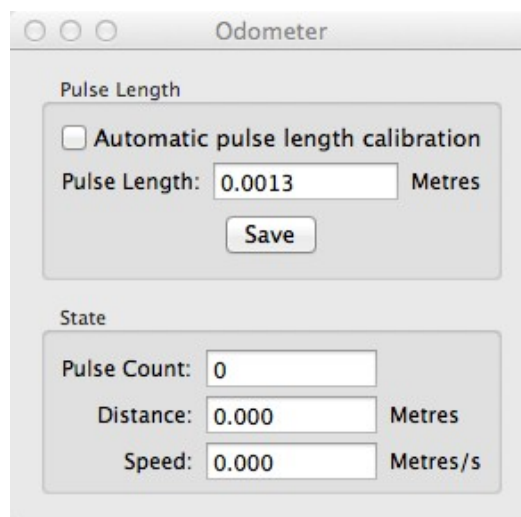 Odometer
Pulse Length
Automatic pulse length calibration
Pulse Length: 0.0013 Metres
Save
State
Pulse Count: 0
Distance: 0.000 Metres
Speed: 0.000 Metres/s